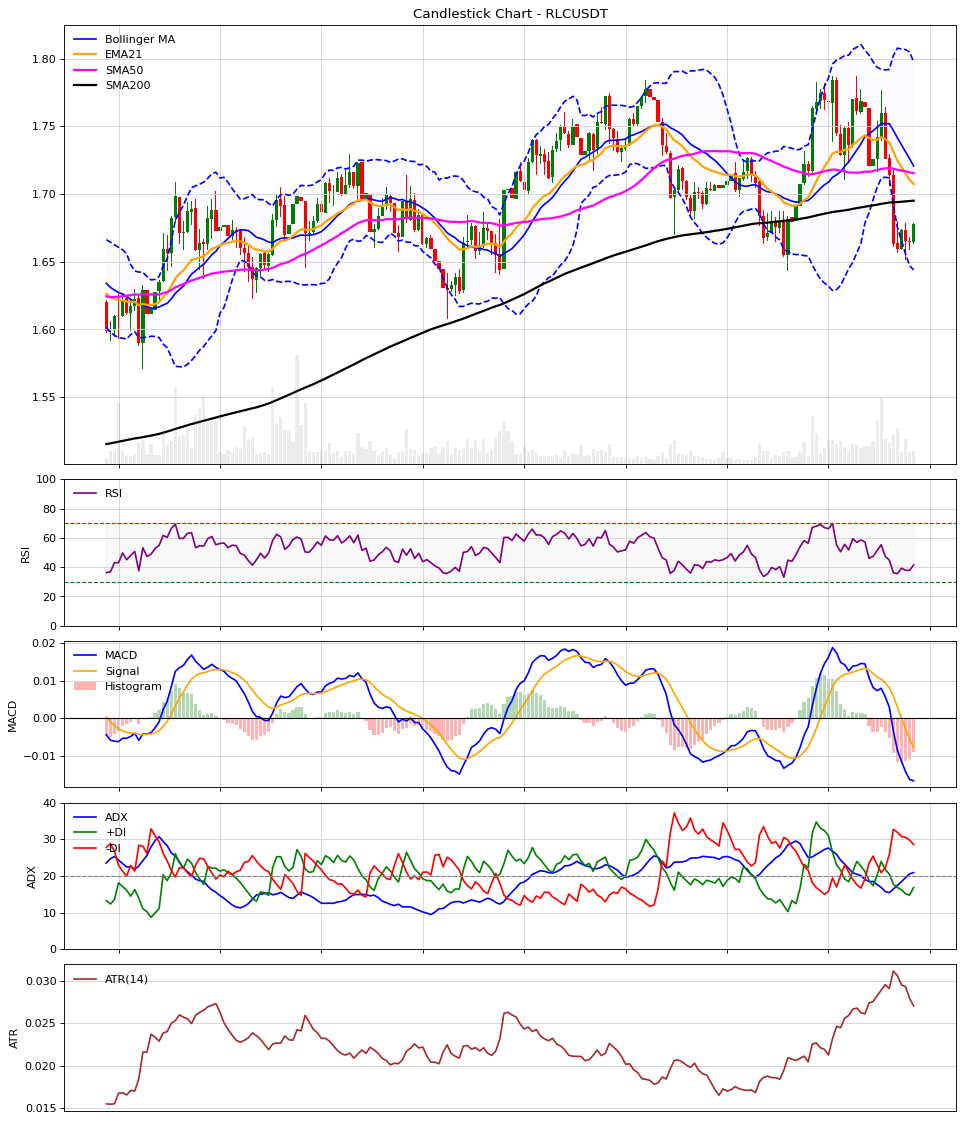 Candlestick Chart - RLCUSDT
Bollinger MA
EMA21
SMA50
SMA200
1.80
1.75
1.70
1.65
1.60
1.55
RSI
RSI
100
80
60
40
20
0
MACD
Signal
Histogram
MACD
0.02
0.01
0.00
−0.01
ADX
+DI
-DI
ADX
40
30
20
10
0
ATR(14)
ATR
0.030
0.025
0.020
0.015